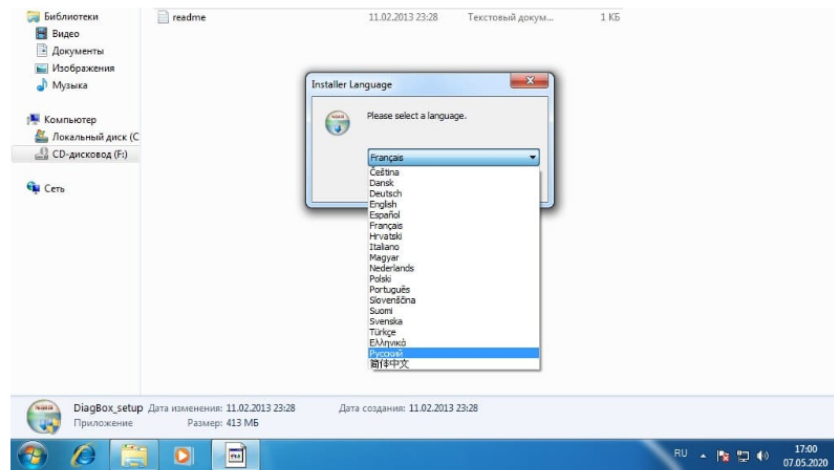 Библиотеки
Видео
Документы
Изображения
Музыка
Компьютер
Локальный диск (C
CD-дисковод (F:)
Сеть
readme 11.02.2013 23:28 Текстовый докум... 1 КБ
Installer Language
Please select a language.
Français
Čeština
Dansk
Deutsch
English
Español
Français
Hrvatski
Italiano
Magyar
Nederlands
Polski
Português
Slovenščina
Suomi
Svenska
Türkçe
Ελληνικά
Русский
简体中文
DiagBox_setup Дата изменения: 11.02.2013 23:28 Дата создания: 11.02.2013 23:28
Приложение Размер: 413 МБ
RU 17:00
07.05.2020